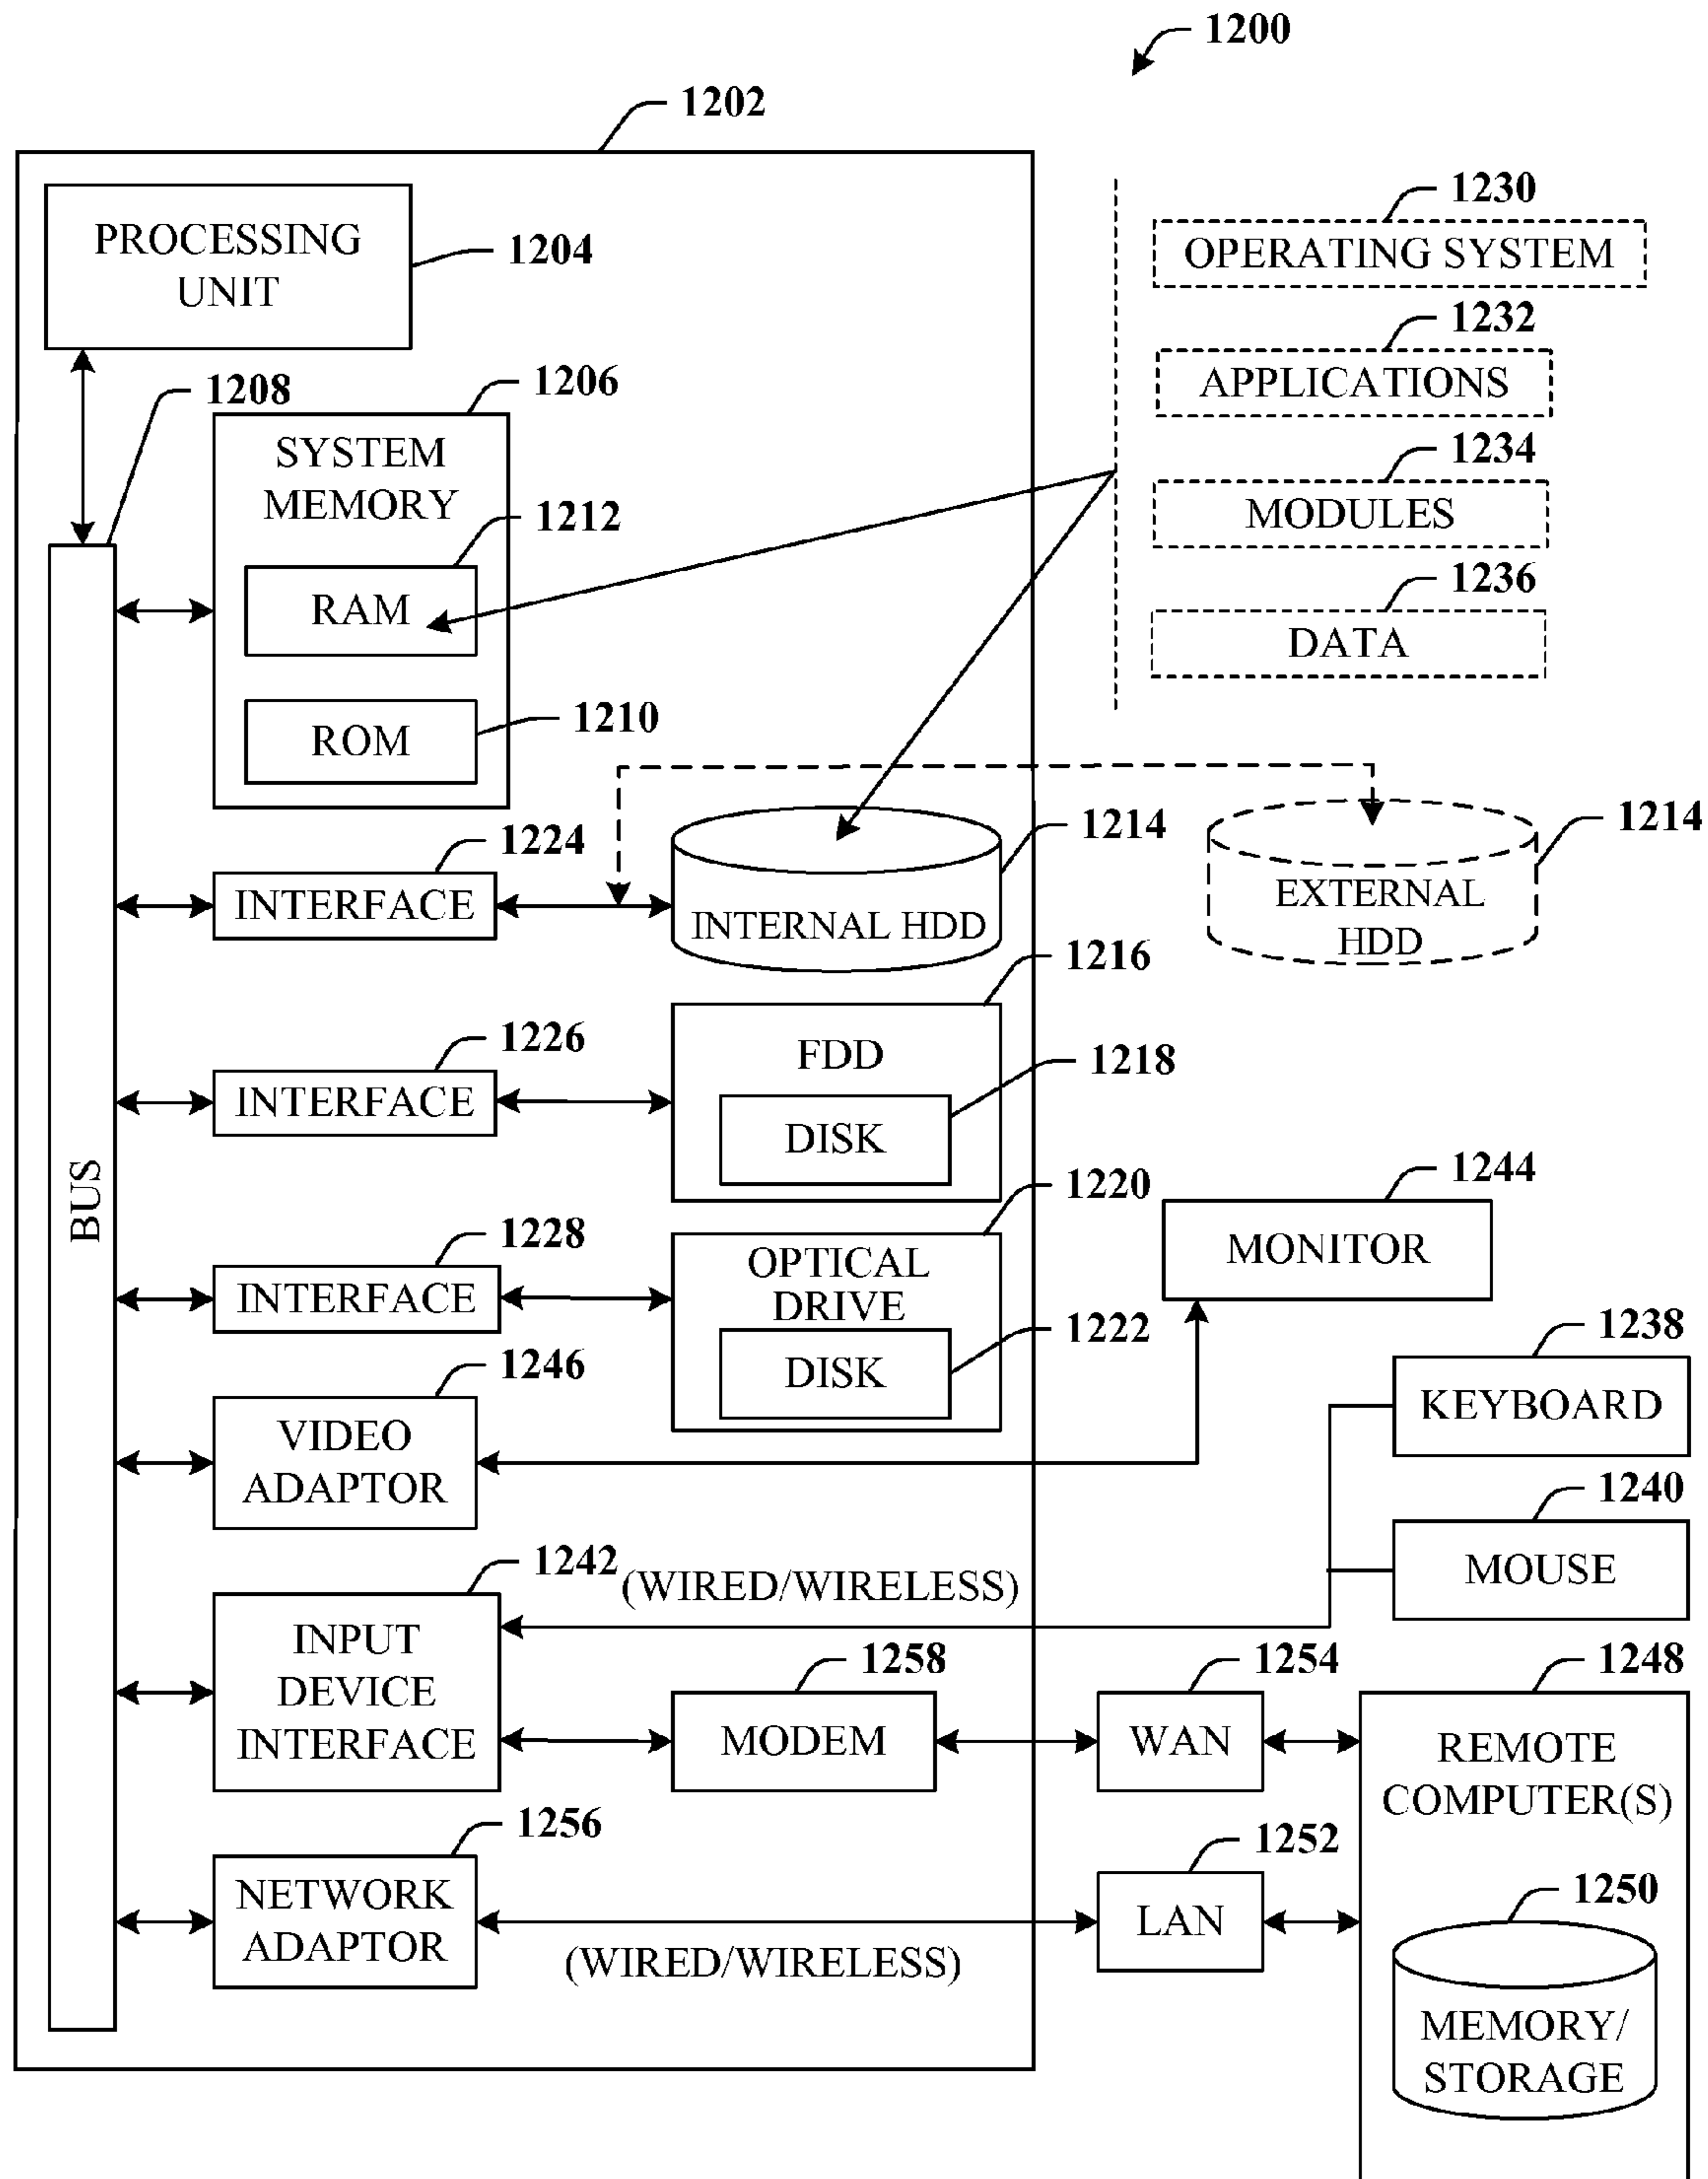 1200
1202
PROCESSING
UNIT
1204
1230
OPERATING SYSTEM
1232
APPLICATIONS
1234
MODULES
1236
DATA
1208
1206
SYSTEM
MEMORY
1212
RAM
1210
ROM
1224
INTERFACE
1214
INTERNAL HDD
1214
EXTERNAL
HDD
1216
FDD
1218
DISK
1226
INTERFACE
BUS
1220
OPTICAL
DRIVE
1222
DISK
1228
INTERFACE
1244
MONITOR
1246
VIDEO
ADAPTOR
1238
KEYBOARD
1240
MOUSE
1242
(WIRED/WIRELESS)
INPUT
DEVICE
INTERFACE
1258
MODEM
1254
WAN
1248
REMOTE
COMPUTER(S)
1256
NETWORK
ADAPTOR
(WIRED/WIRELESS)
1252
LAN
1250
MEMORY/
STORAGE